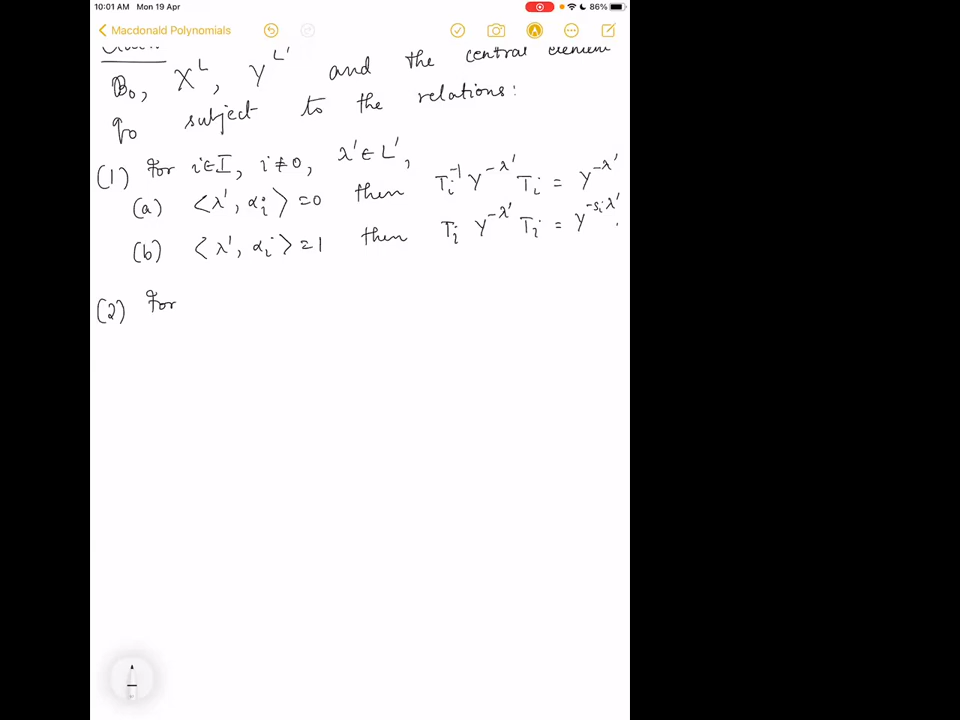 10:01 AM Mon 19 Apr 86%
Macdonald Polynomials
B₀, X^L, Y^L' and the central element
q₀ subject to the relations:
(1) For i∈I, i≠0, λ'∈L',
(a) <λ', αᵢ> =0 then Tᵢ⁻¹ Y^-λ' Tᵢ = Y^-λ'
(b) <λ', αᵢ> =1 then Tᵢ Y^-λ' Tᵢ = Y^-sᵢλ'.
(2) For